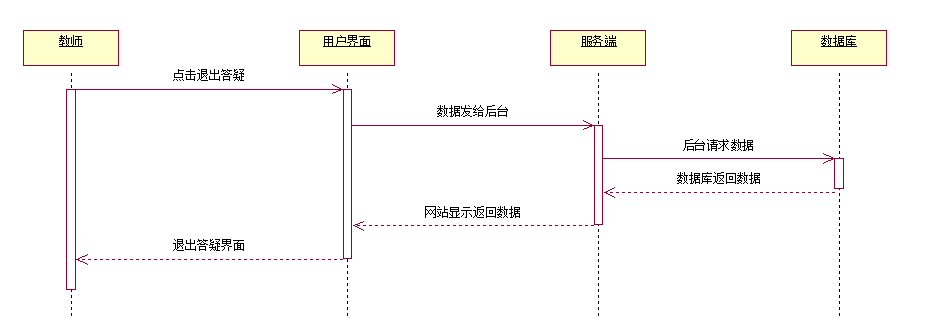 教师
用户界面
服务端
数据库
点击退出答疑
数据发给后台
后台请求数据
数据库返回数据
网站显示返回数据
退出答疑界面